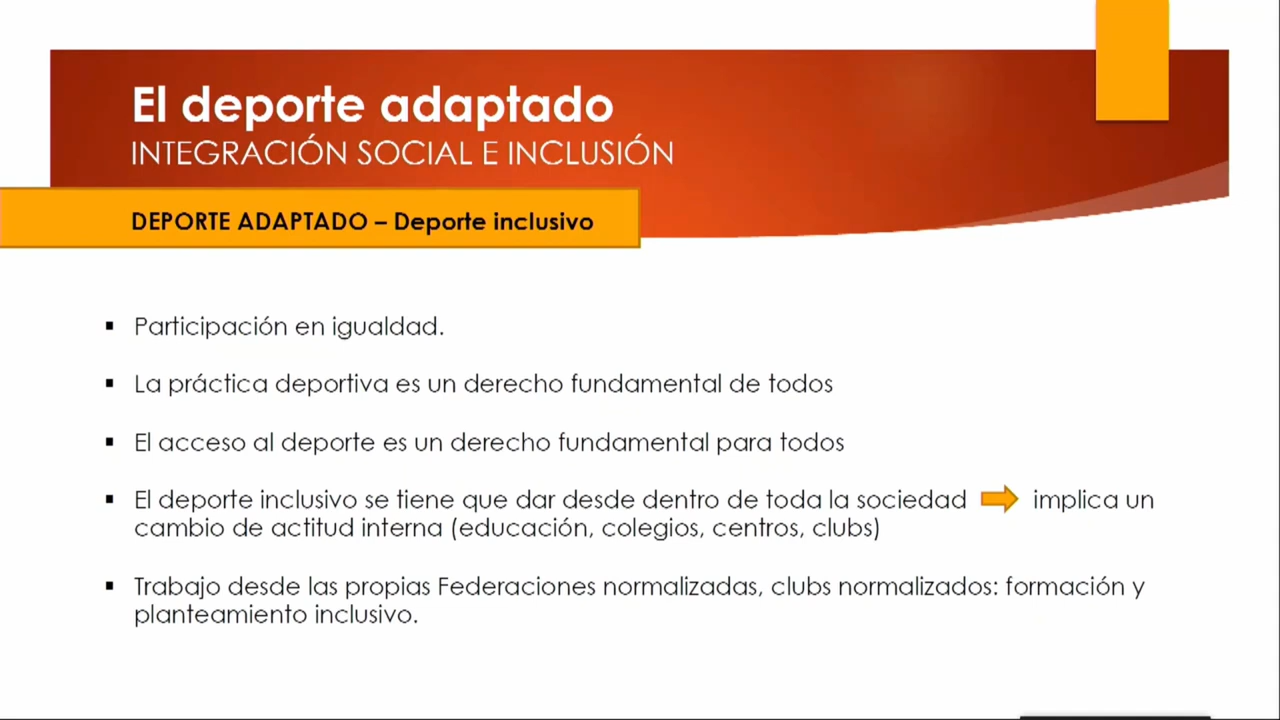 El deporte adaptado
INTEGRACIÓN SOCIAL E INCLUSIÓN
DEPORTE ADAPTADO – Deporte inclusivo
▪ Participación en igualdad.
▪ La práctica deportiva es un derecho fundamental de todos
▪ El acceso al deporte es un derecho fundamental para todos
▪ El deporte inclusivo se tiene que dar desde dentro de toda la sociedad implica un
cambio de actitud interna (educación, colegios, centros, clubs)
▪ Trabajo desde las propias Federaciones normalizadas, clubs normalizados: formación y
planteamiento inclusivo.